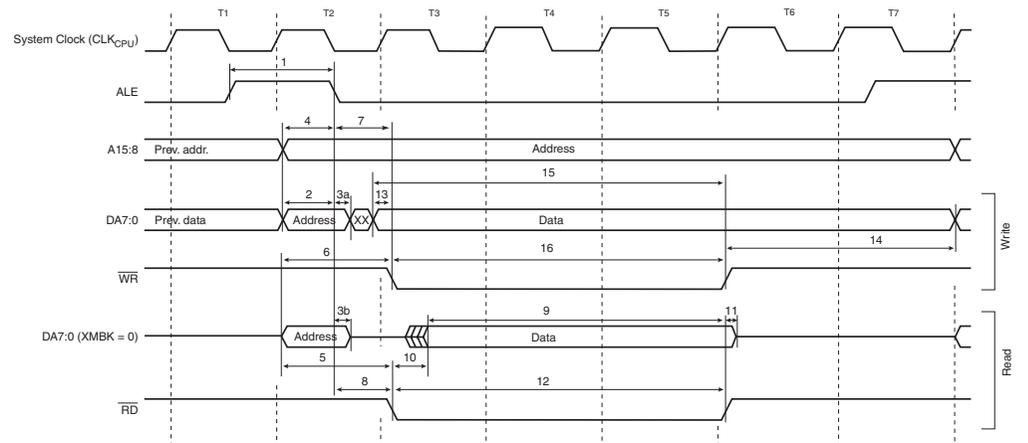 T1 T2 T3 T4 T5 T6 T7
System Clock (CLKCPU)
1
ALE
4 7
A15:8 Prev. addr. Address
15
2 3a 13
DA7:0 Prev. data Address XX Data
14
6 16
WR
Write
3b 9 11
DA7:0 (XMBK = 0) Address Data
5 10
8 12
RD
Read